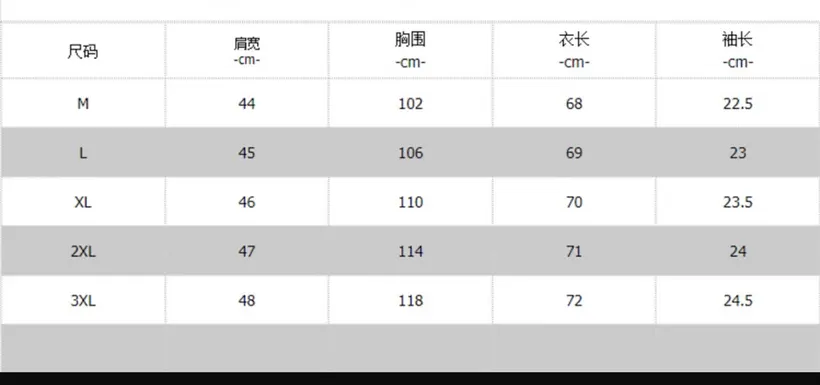 尺码 肩宽 胸围 衣长 袖长
-cm- -cm- -cm- -cm-
M 44 102 68 22.5
L 45 106 69 23
XL 46 110 70 23.5
2XL 47 114 71 24
3XL 48 118 72 24.5